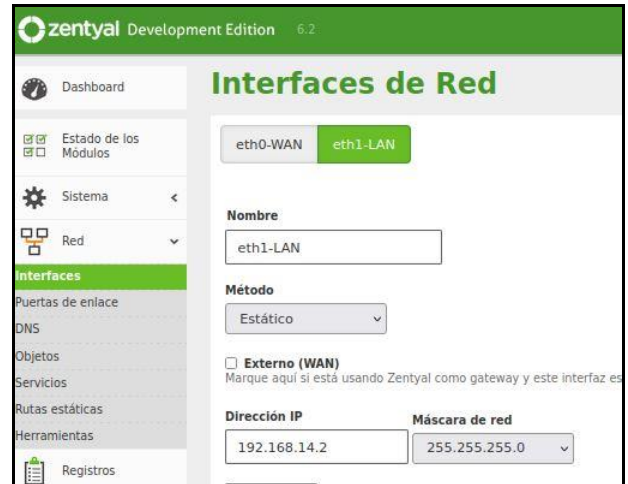 zentyal Development Edition 6.2
Dashboard
Estado de los
Módulos
Sistema
Red
Interfaces
Puertas de enlace
DNS
Objetos
Servicios
Rutas estáticas
Herramientas
Registros
Interfaces de Red
eth0-WAN eth1-LAN
Nombre
eth1-LAN
Método
Estático
Externo (WAN)
Marque aquí si está usando Zentyal como gateway y este interfaz es
Dirección IP Máscara de red
192.168.14.2 255.255.255.0